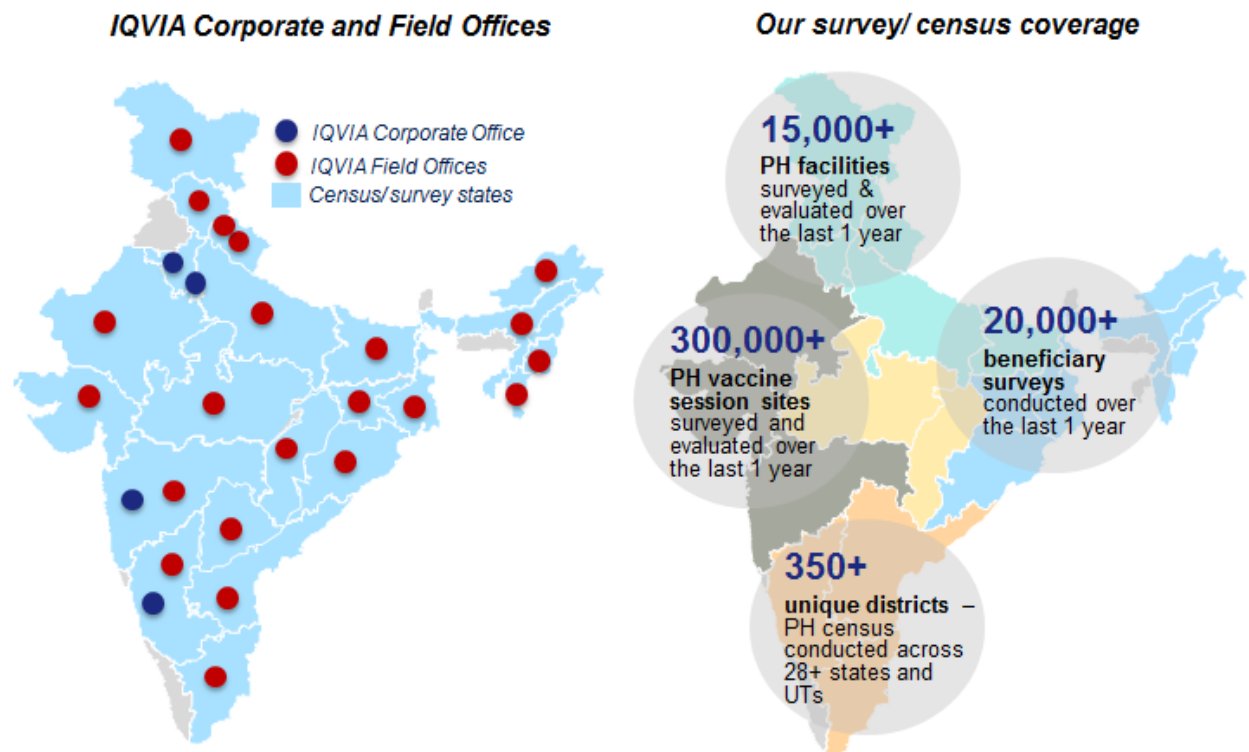 IQVIA Corporate and Field Offices
IQVIA Corporate Office
IQVIA Field Offices
Census/ survey states
Our survey/ census coverage
15,000+
PH facilities
surveyed &
evaluated over
the last 1 year
300,000+
PH vaccine
session sites
surveyed and
evaluated over
the last 1 year
20,000+
beneficiary
surveys
conducted over
the last 1 year
350+
unique districts –
PH census
conducted across
28+ states and
UTs